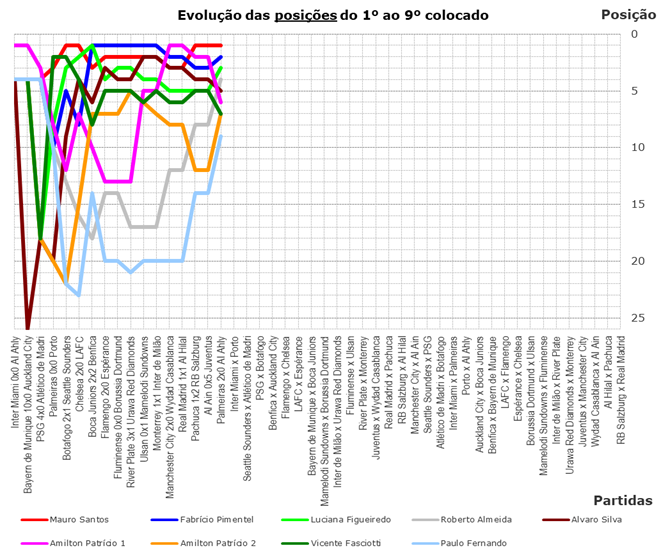 Evolução das posições do 1º ao 9º colocado
Posição
0
5
10
15
20
25
Inter Miami 0x0 Al Ahly
Bayern de Munique 10x0 Auckland City
PSG 4x0 Atlético de Madri
Palmeiras 0x0 Porto
Botafogo 2x1 Seattle Sounders
Chelsea 2x0 LAFC
Boca Juniors 2x2 Benfica
Flamengo 2x0 Espérance
Fluminense 0x0 Borussia Dortmund
River Plate 3x1 Urawa Red Diamonds
Ulsan 0x1 Mamelodi Sundowns
Monterrey 1x1 Inter de Milão
Manchester City 2x0 Wydad Casablanca
Real Madrid 1x1 Al Hilal
Pachuca 1x2 RB Salzburg
Al Ain 0x5 Juventus
Palmeiras 2x0 Al Ahly
Inter Miami x Porto
Seattle Sounders x Atlético de Madri
PSG x Botafogo
Benfica x Auckland City
Flamengo x Chelsea
LAFC x Espérance
Bayern de Munique x Boca Juniors
Mamelodi Sundowns x Borussia Dortmund
Inter de Milão x Urawa Red Diamonds
Fluminense x Ulsan
River Plate x Monterrey
Juventus x Wydad Casablanca
Real Madrid x Pachuca
RB Salzburg x Al Hilal
Manchester City x Al Ain
Seattle Sounders x PSG
Atlético de Madri x Botafogo
Inter Miami x Palmeiras
Porto x Al Ahly
Auckland City x Boca Juniors
Benfica x Bayern de Munique
LAFC x Flamengo
Espérance x Chelsea
Borussia Dortmund x Ulsan
Mamelodi Sundowns x Fluminense
Inter de Milão x River Plate
Urawa Red Diamonds x Monterrey
Juventus x Manchester City
Wydad Casablanca x Al Ain
Al Hilal x Pachuca
RB Salzburg x Real Madrid
Partidas
Mauro Santos
Fabrício Pimentel
Luciana Figueiredo
Roberto Almeida
Alvaro Silva
Amilton Patrício 1
Amilton Patrício 2
Vicente Fasciotti
Paulo Fernando